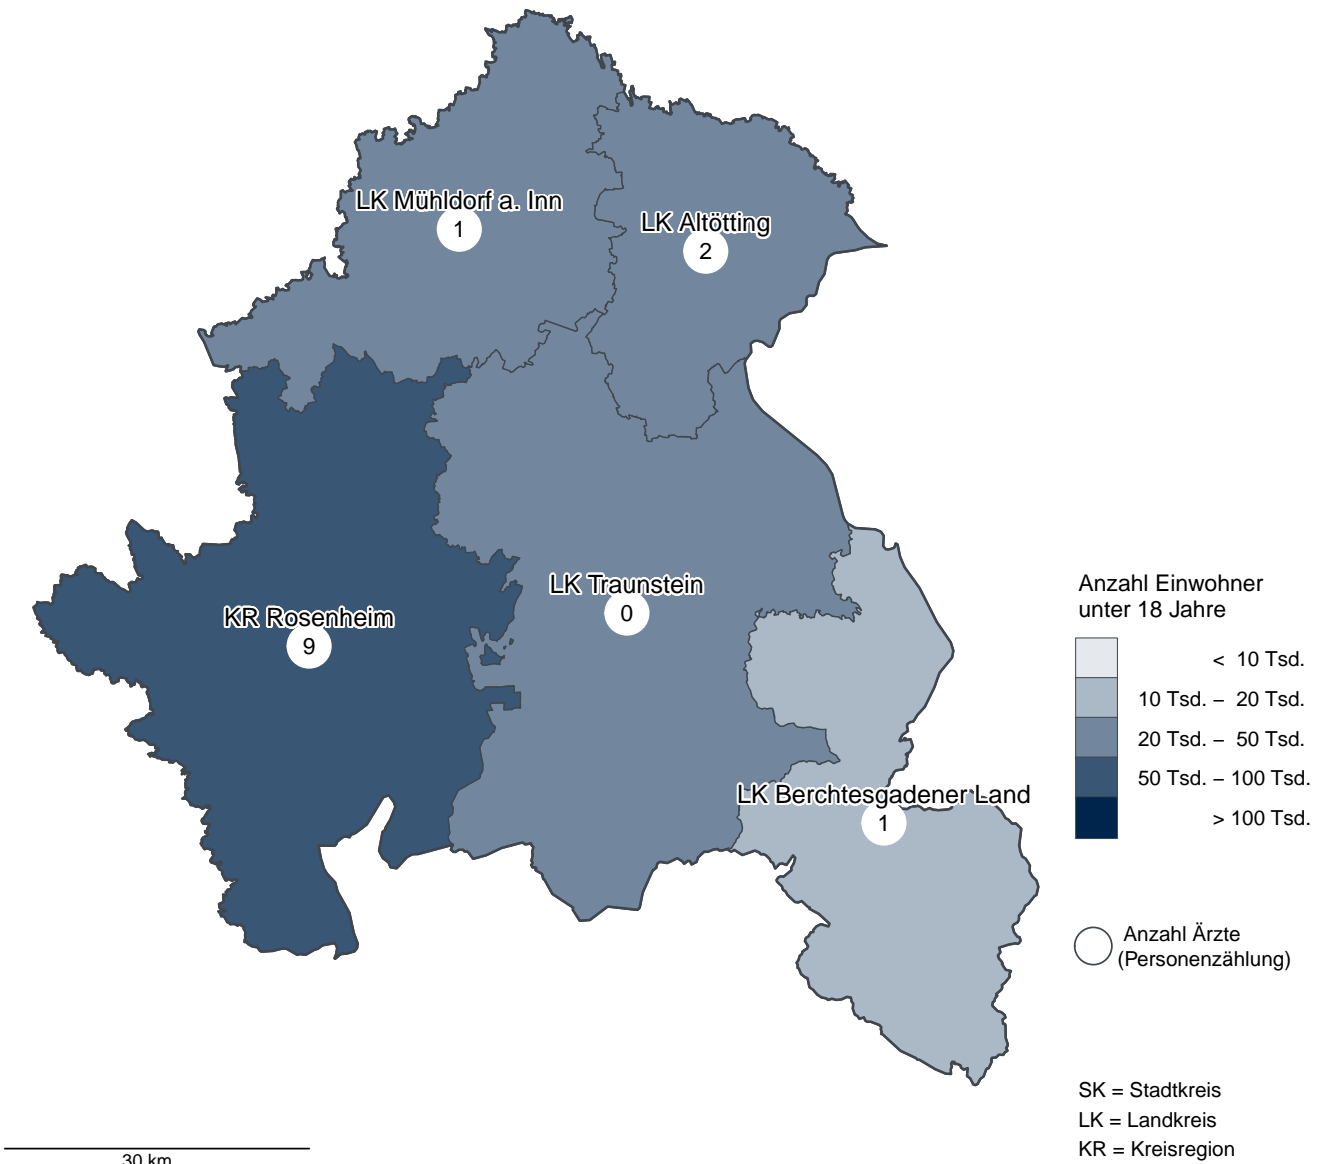 LK Mühldorf a. Inn
1
LK Altötting
2
LK Traunstein
0
KR Rosenheim
9
LK Berchtesgadener Land
1
Anzahl Einwohner
unter 18 Jahre
< 10 Tsd.
10 Tsd. – 20 Tsd.
20 Tsd. – 50 Tsd.
50 Tsd. – 100 Tsd.
> 100 Tsd.
Anzahl Ärzte
(Personenzählung)
SK = Stadtkreis
LK = Landkreis
KR = Kreisregion
30 km